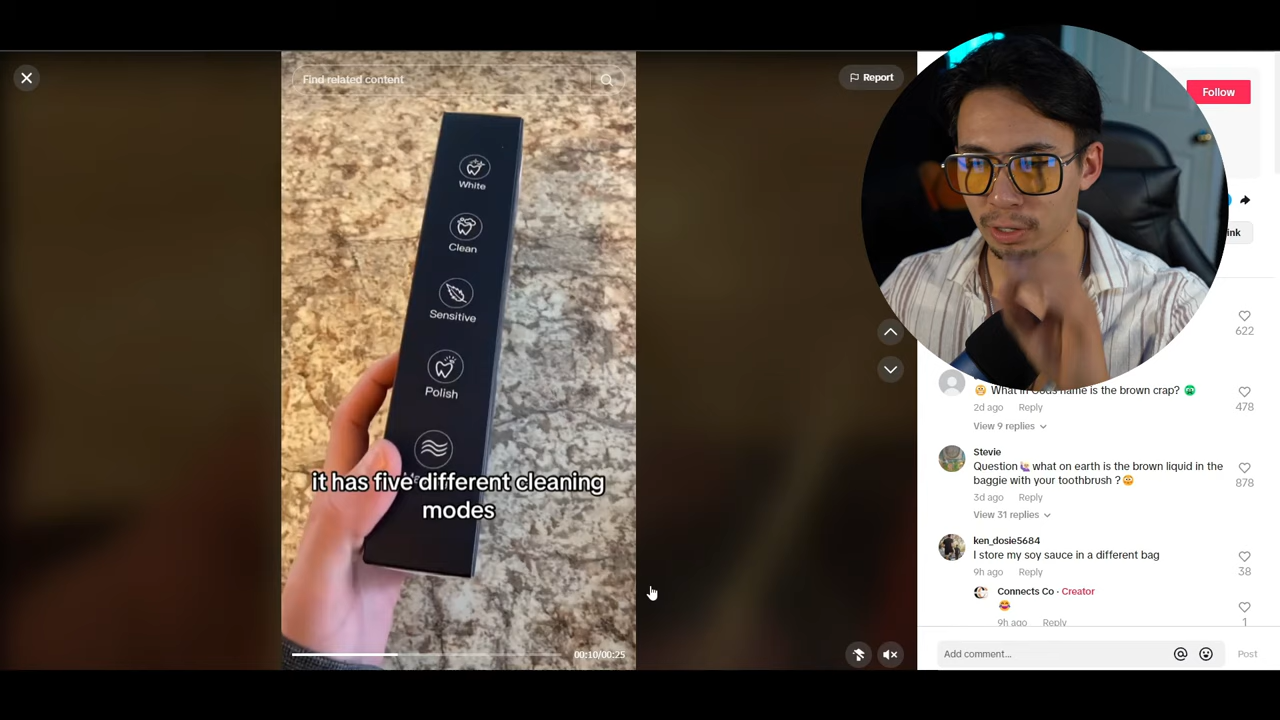 Find related content
Report
Follow
White
Clean
Sensitive
Polish
it has five different cleaning
modes
00:10/00:25
ink
622
What in Gods name is the brown crap?
2d ago Reply
478
View 9 replies
Stevie
Question what on earth is the brown liquid in the
baggie with your toothbrush ?
878
3d ago Reply
View 31 replies
ken_dosie5684
I store my soy sauce in a different bag
9h ago Reply
38
Connects Co · Creator
9h ago Reply
1
Add comment...
Post